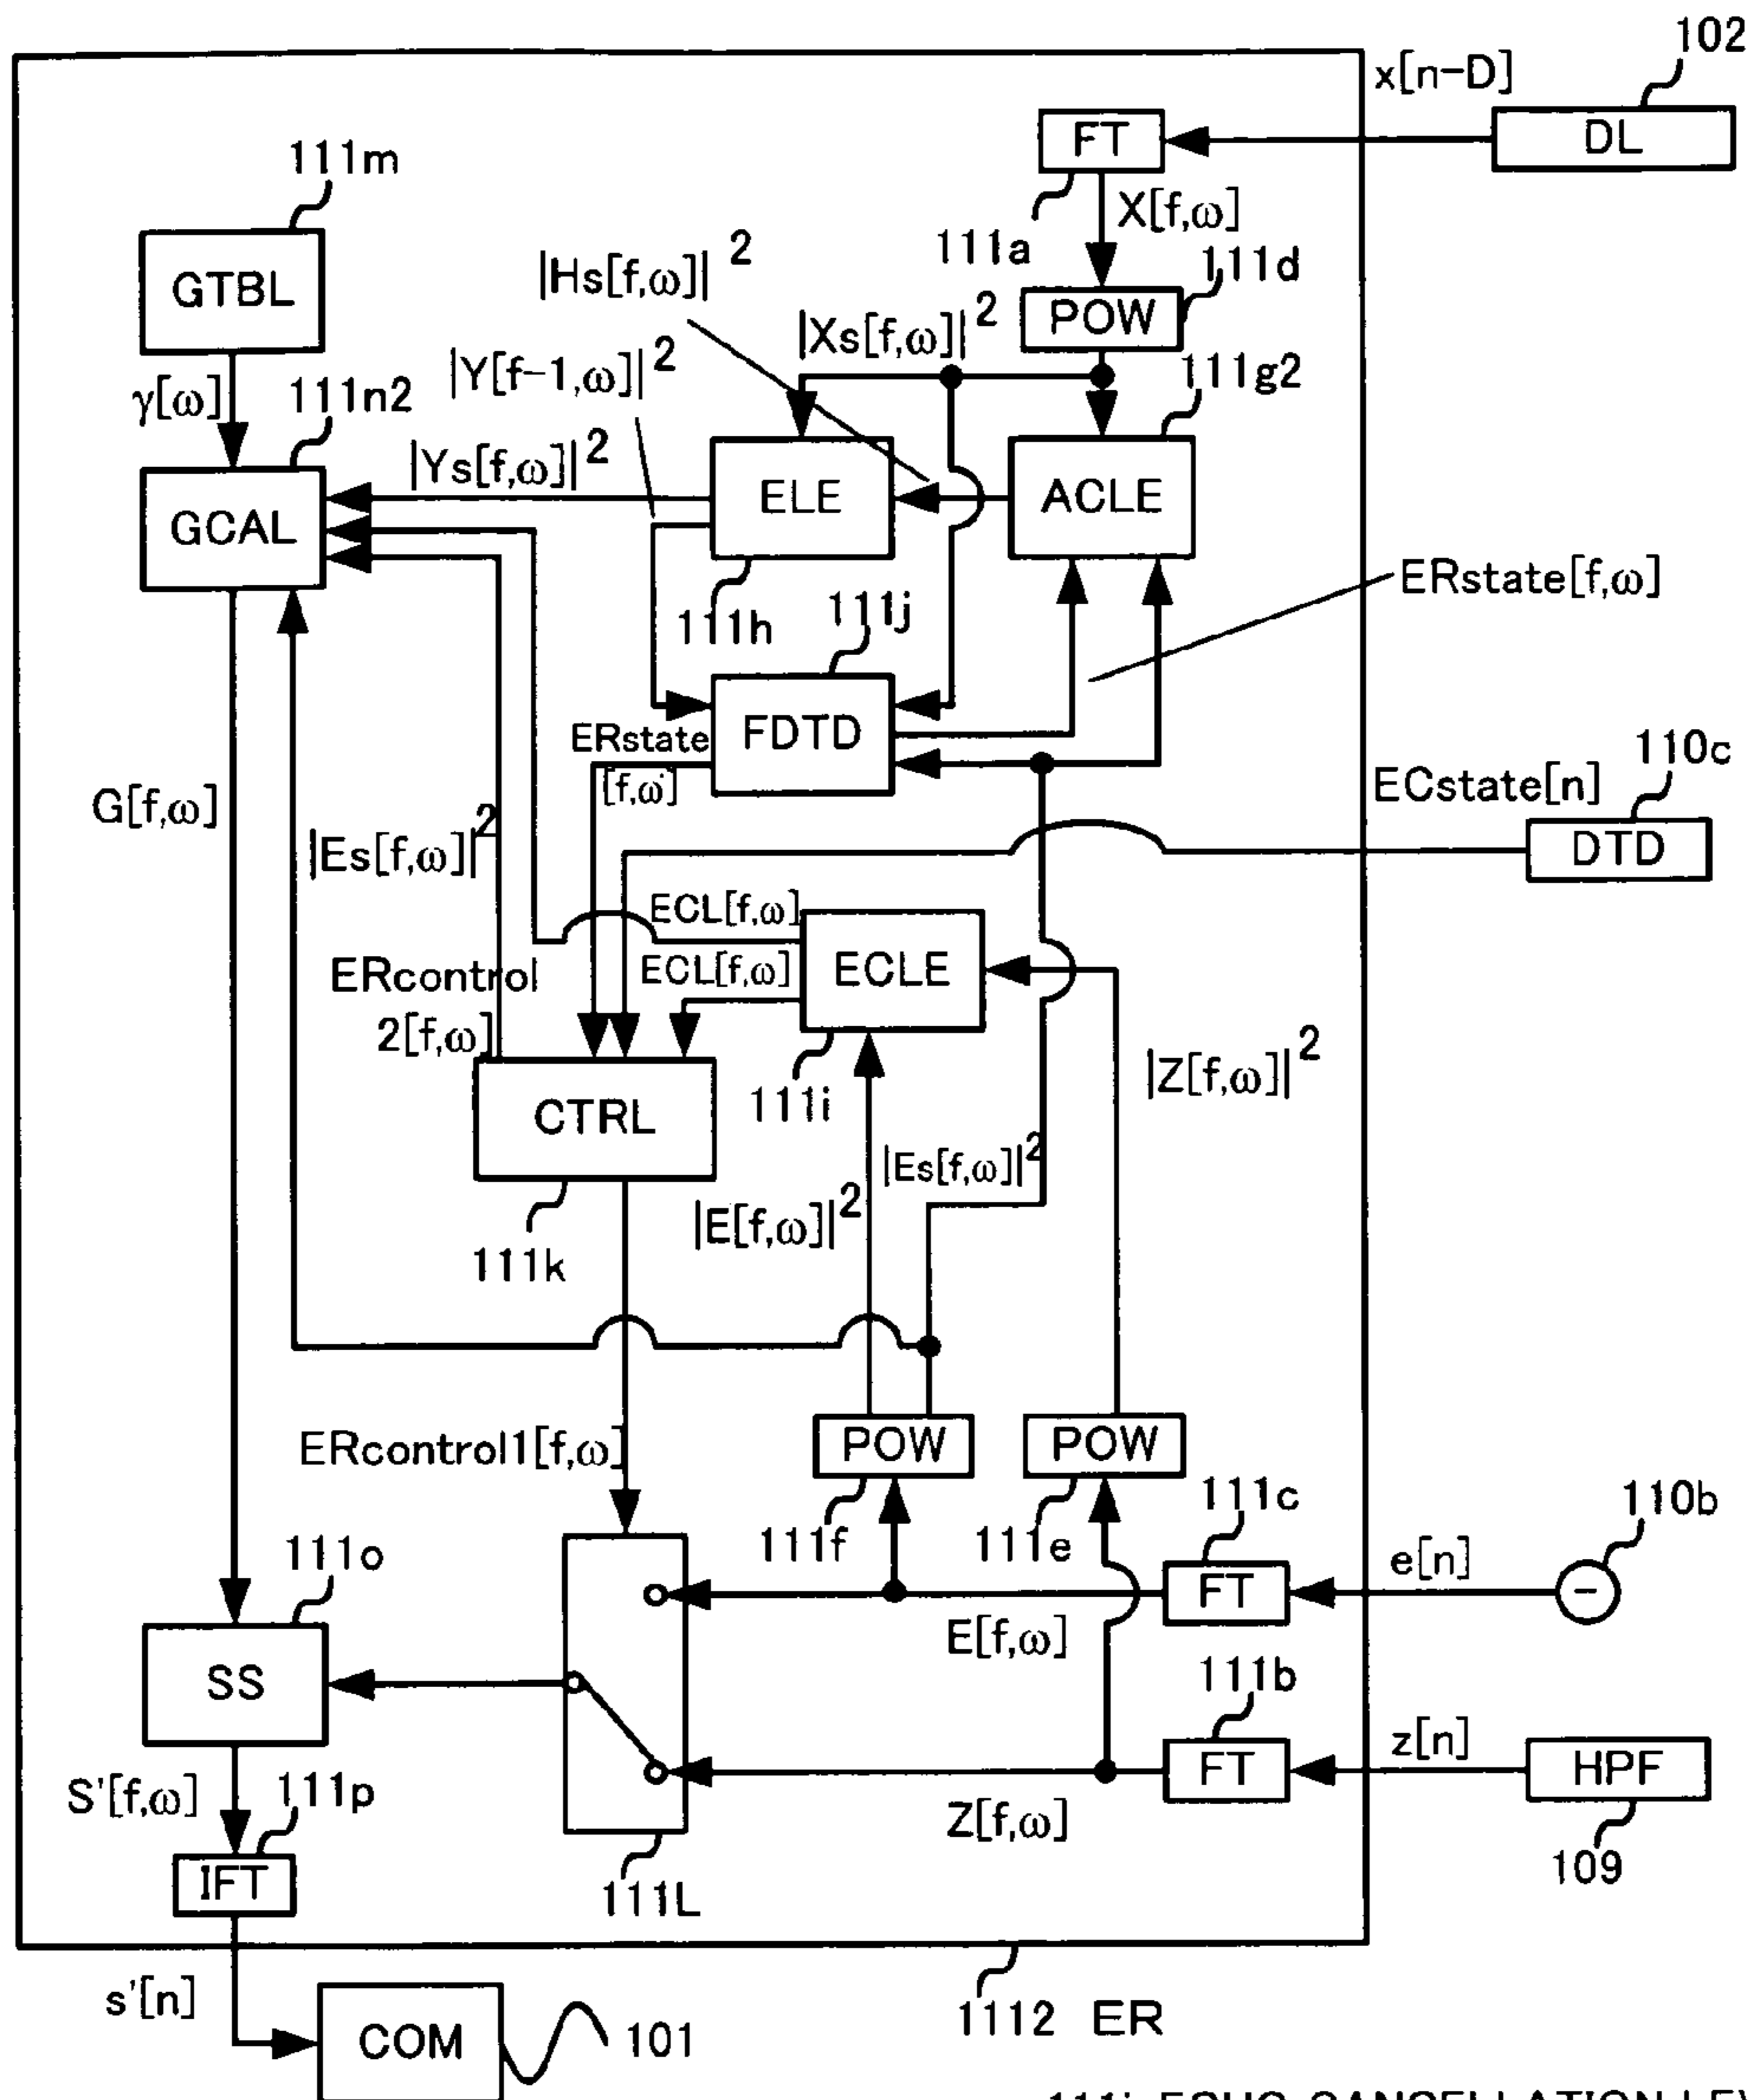 102
x[n-D]
DL
FT
111m
X[f,ω]
111a
111d
GTBL
|Hs[f,ω]|²
POW
|Xs[f,ω]|²
|Y[f-1,ω]|²
111g2
γ[ω]
111n2
|Ys[f,ω]|²
ELE
ACLE
GCAL
ERstate[f,ω]
111h
111j
ERstate
[f,ω]
FDTD
110c
ECstate[n]
G[f,ω]
|Es[f,ω]|²
DTD
ECL[f,ω]
ECL[f,ω]
ECLE
ERcontrol
2[f,ω]
|Z[f,ω]|²
111i
CTRL
|Es[f,ω]|²
|E[f,ω]|²
111k
ERcontrol1[f,ω]
POW
POW
111c
110b
111f
111e
e[n]
111o
FT
-
E[f,ω]
SS
111b
z[n]
FT
HPF
S'[f,ω]
111p
Z[f,ω]
109
IFT
111L
s'[n]
1112 ER
COM
101